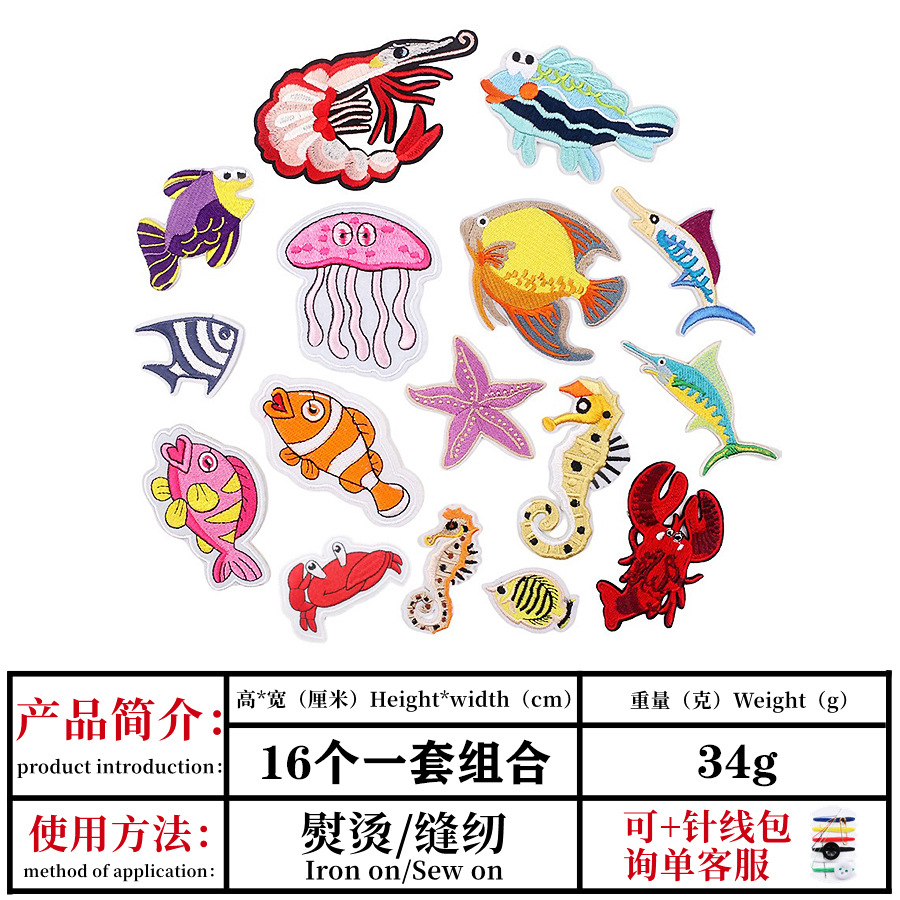 产品简介：
product introduction：
高*宽（厘米）Height*width（cm）
重量（克）Weight（g）
16个一套组合
34g
使用方法：
method of application：
熨烫/缝纫
Iron on/Sew on
可+针线包
询单客服